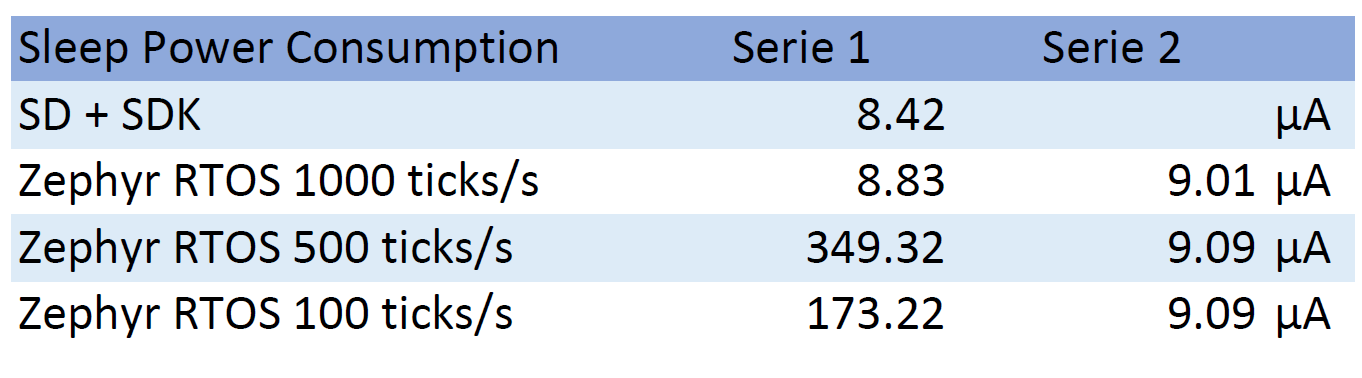 Sleep Power Consumption Serie 1 Serie 2
SD + SDK 8.42 µA
Zephyr RTOS 1000 ticks/s 8.83 9.01 µA
Zephyr RTOS 500 ticks/s 349.32 9.09 µA
Zephyr RTOS 100 ticks/s 173.22 9.09 µA